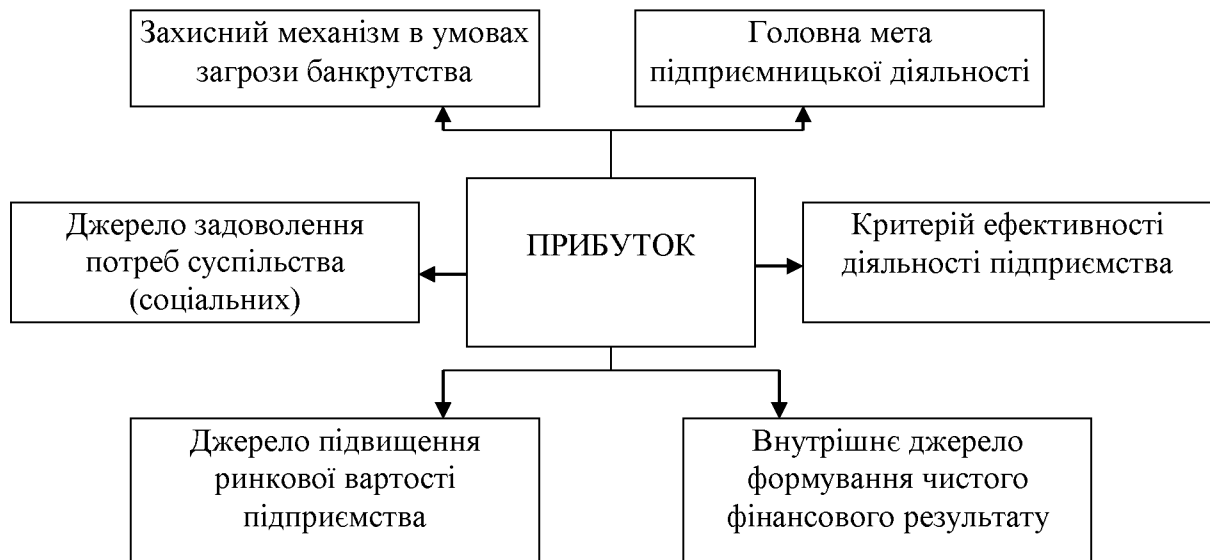 Захисний механізм в умовах
загрози банкрутства
Головна мета
підприємницької діяльності
Джерело задоволення
потреб суспільства
(соціальних)
ПРИБУТОК
Критерій ефективності
діяльності підприємства
Джерело підвищення
ринкової вартості
підприємства
Внутрішнє джерело
формування чистого
фінансового результату